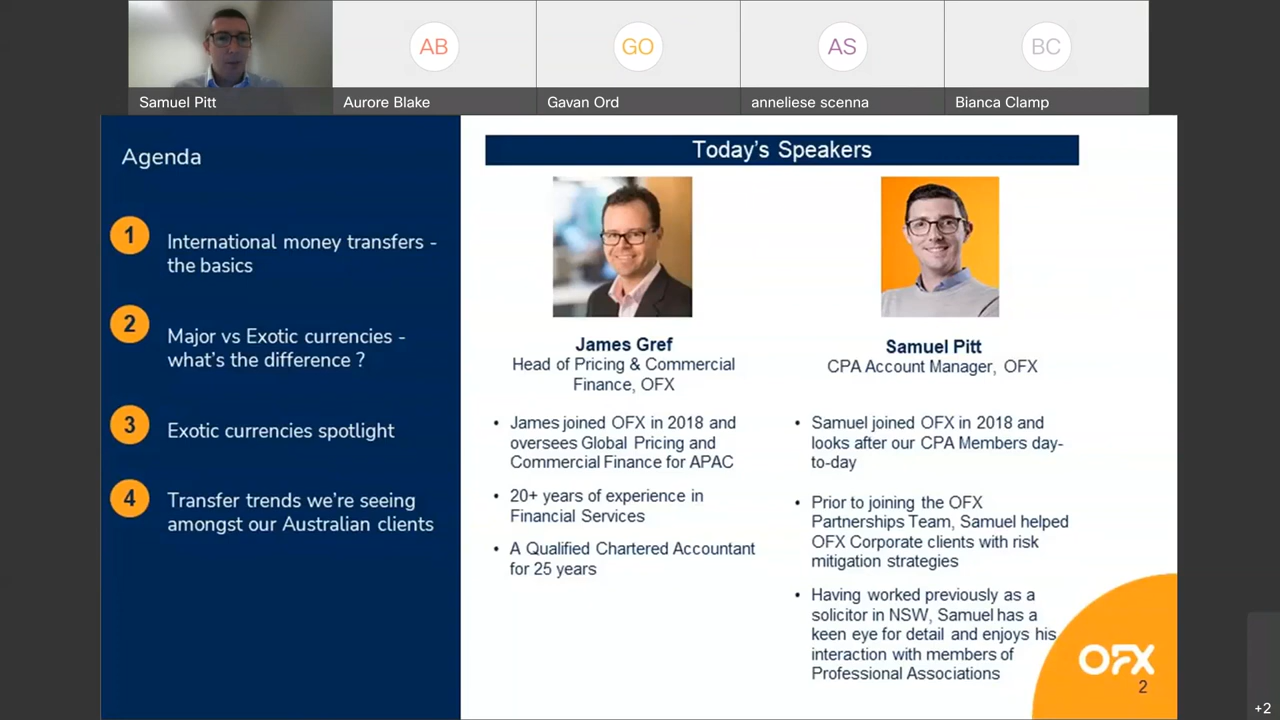 AB
GO
AS
BC
Samuel Pitt
Aurore Blake
Gavan Ord
anneliese scenna
Bianca Clamp
Agenda
1
International money transfers -
the basics
2
Major vs Exotic currencies -
what's the difference ?
3
Exotic currencies spotlight
4
Transfer trends we're seeing
amongst our Australian clients
Today's Speakers
James Gref
Head of Pricing & Commercial
Finance, OFX
• James joined OFX in 2018 and
oversees Global Pricing and
Commercial Finance for APAC
• 20+ years of experience in
Financial Services
• A Qualified Chartered Accountant
for 25 years
Samuel Pitt
CPA Account Manager, OFX
• Samuel joined OFX in 2018 and
looks after our CPA Members day-
to-day
• Prior to joining the OFX
Partnerships Team, Samuel helped
OFX Corporate clients with risk
mitigation strategies
• Having worked previously as a
solicitor in NSW, Samuel has a
keen eye for detail and enjoys his
interaction with members of
Professional Associations
OFX
2
+2